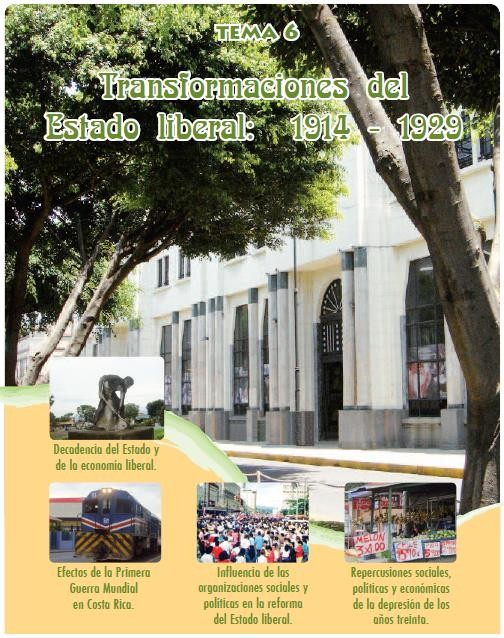 TEMA 6
Transformaciones del
Estado liberal: 1914 - 1929
Decadencia del Estado y
de la economía liberal.
Efectos de la Primera
Guerra Mundial
en Costa Rica.
Influencia de las
organizaciones sociales y
políticas en la reforma
del Estado liberal.
MELON
Repercusiones sociales,
políticas y económicas
de la depresión de los
años treinta.